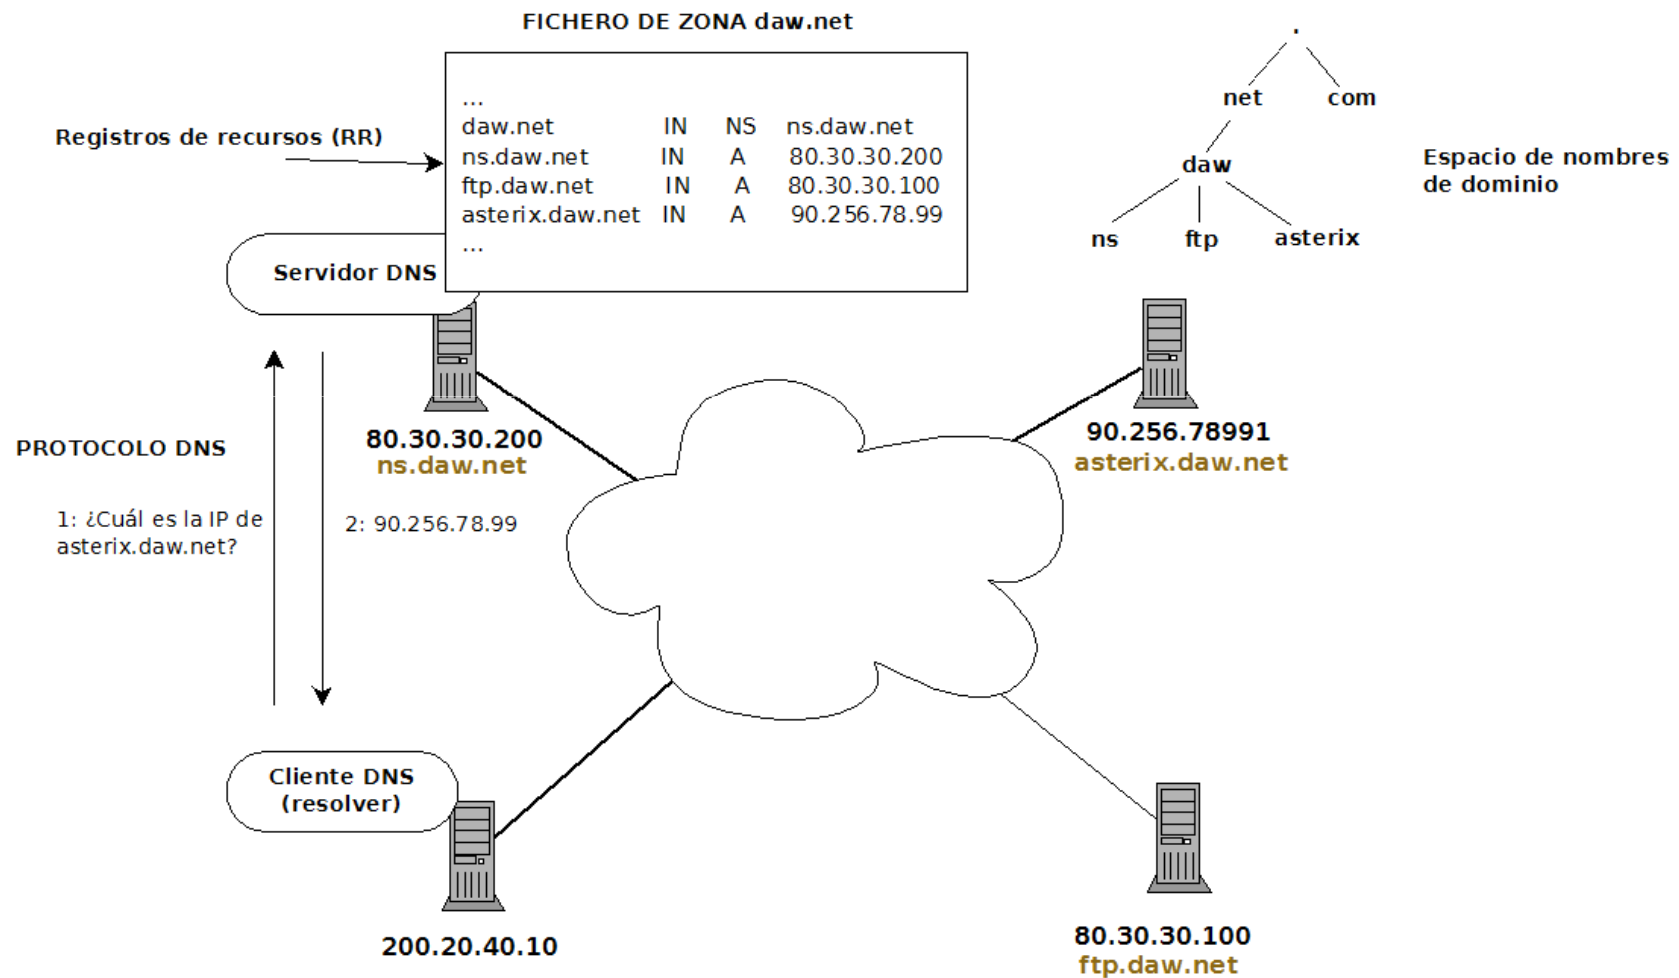 FICHERO DE ZONA daw.net
...
daw.net IN NS ns.daw.net
ns.daw.net IN A 80.30.30.200
ftp.daw.net IN A 80.30.30.100
asterix.daw.net IN A 90.256.78.99
...
Registros de recursos (RR)
Servidor DNS
.
net com
daw
ns ftp asterix
Espacio de nombres
de dominio
80.30.30.200
ns.daw.net
90.256.78991
asterix.daw.net
PROTOCOLO DNS
1: ¿Cuál es la IP de
asterix.daw.net?
2: 90.256.78.99
Cliente DNS
(resolver)
200.20.40.10
80.30.30.100
ftp.daw.net